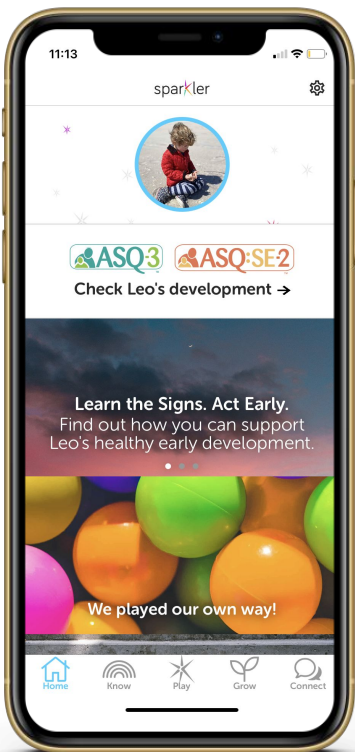 11:13
sparkler
ASQ-3
ASQ:SE-2
Check Leo's development →
Learn the Signs. Act Early.
Find out how you can support
Leo's healthy early development.
We played our own way!
Home
Know
Play
Grow
Connect